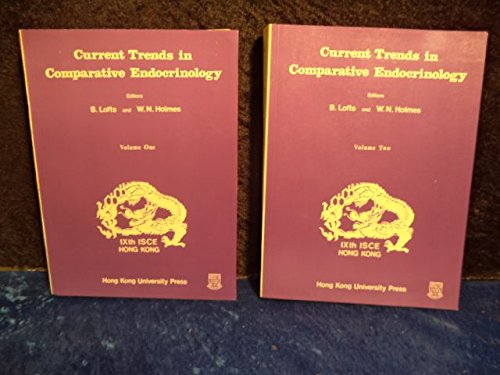 Current Trends in
Comparative Endocrinology
Editors
B. Lofts and W. N. Holmes
Volume One
IXth ISCE
HONG KONG
Hong Kong University Press
Current Trends in
Comparative Endocrinology
Editors
B. Lofts and W. N. Holmes
Volume Two
IXth ISCE
HONG KONG
Hong Kong University Press